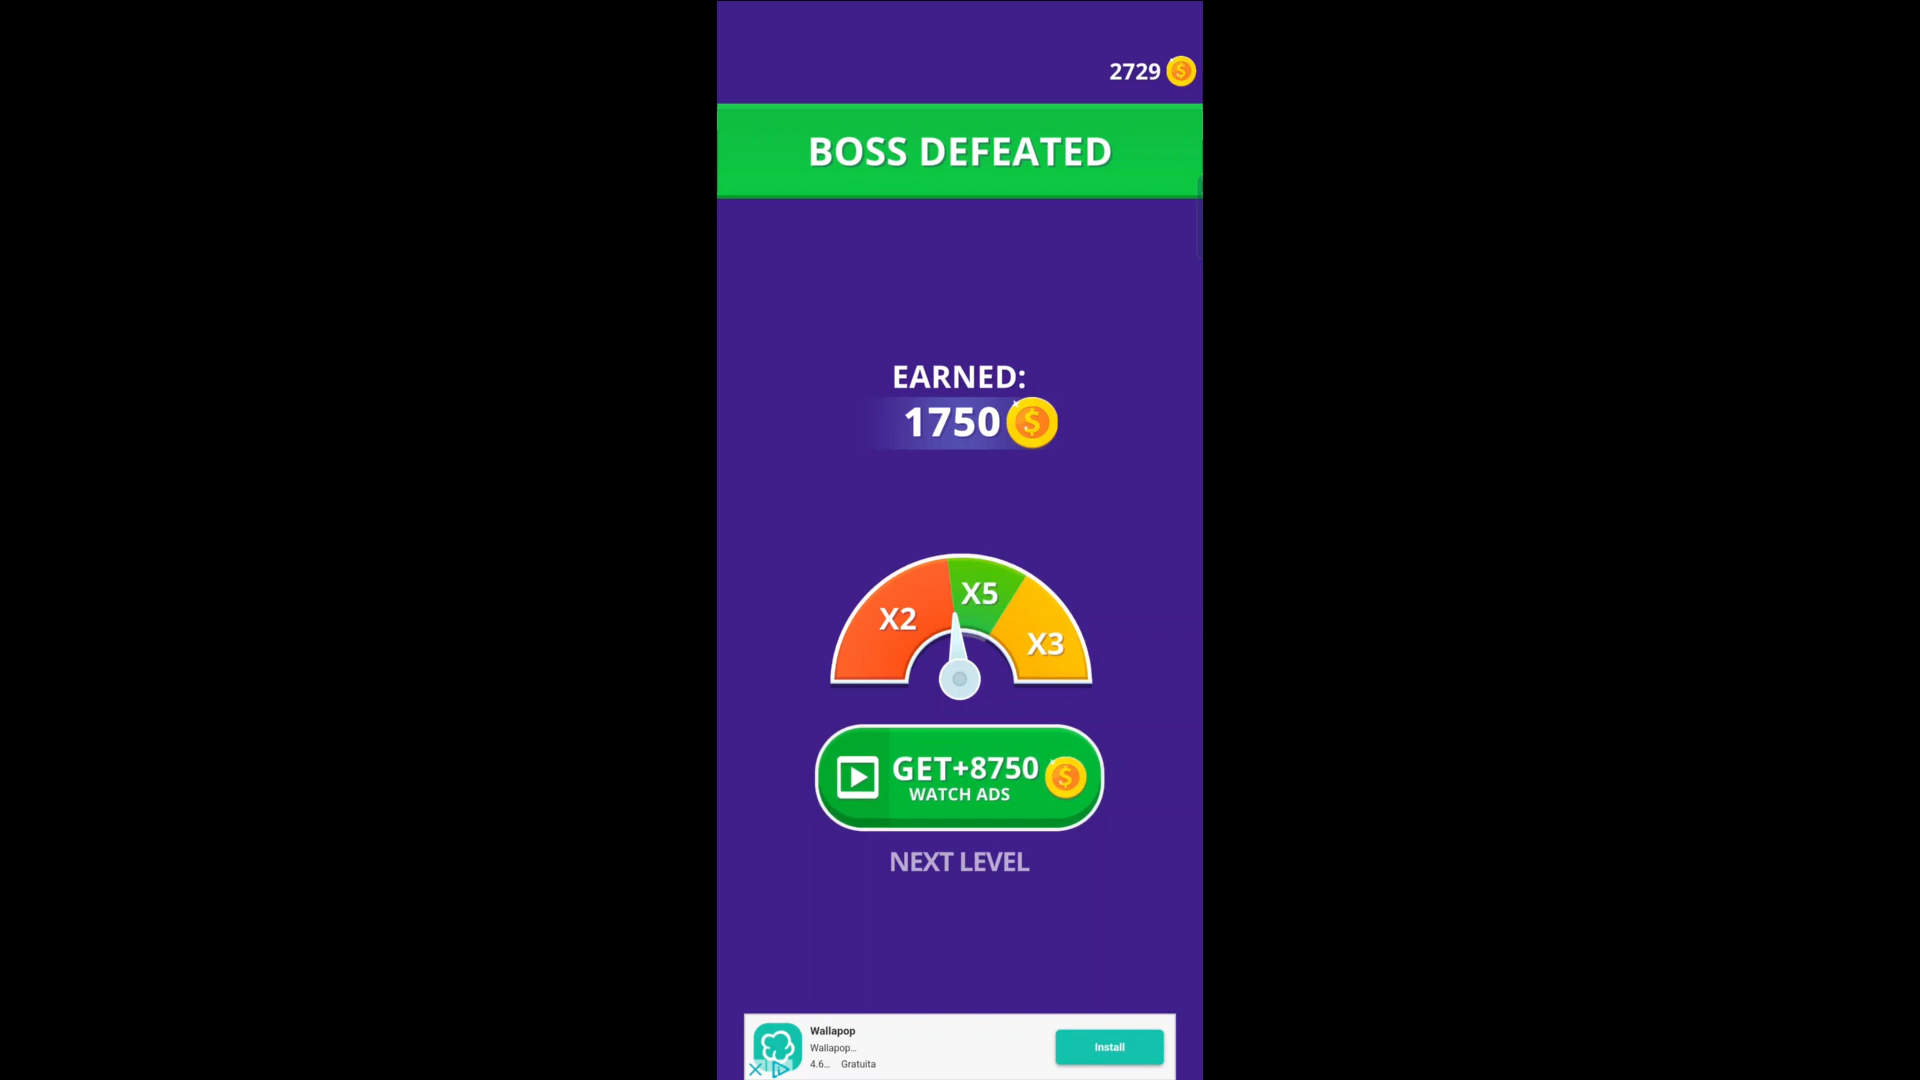 2729
BOSS DEFEATED
EARNED:
1750
X2
X5
X3
GET+8750
WATCH ADS
NEXT LEVEL
Wallapop
Wallapop...
4.6... Gratuita
Install